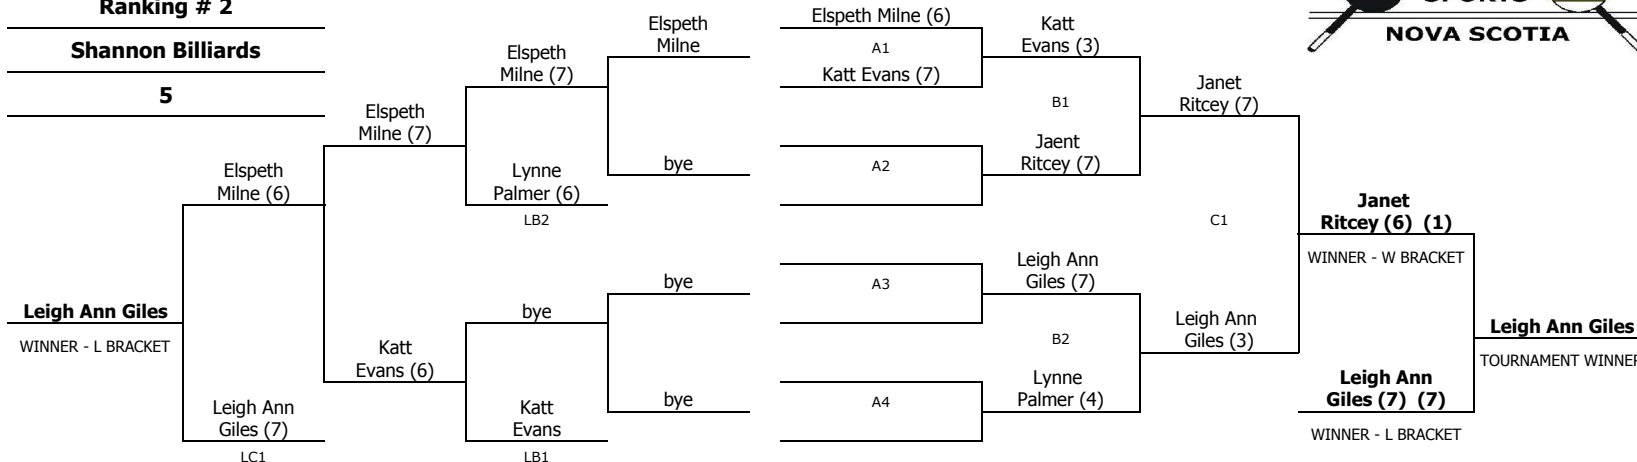 Ranking # 2
Shannon Billiards
5
NOVA SCOTIA
Elspeth
Milne
Elspeth
Milne (7)
Elspeth
Milne (7)
Elspeth
Milne (6)
Lynne
Palmer (6)
LB2
bye
bye
bye
bye
Leigh Ann Giles
WINNER - L BRACKET
Katt
Evans (6)
Leigh Ann
Giles (7)
LC1
Katt
Evans
LB1
Elspeth Milne (6)
A1
Katt Evans (7)
A2
A3
A4
Katt
Evans (3)
B1
Jaent
Ritcey (7)
Leigh Ann
Giles (7)
B2
Lynne
Palmer (4)
Janet
Ritcey (7)
C1
Leigh Ann
Giles (3)
Janet
Ritcey (6) (1)
WINNER - W BRACKET
Leigh Ann
Giles (7) (7)
WINNER - L BRACKET
Leigh Ann Giles
TOURNAMENT WINNER